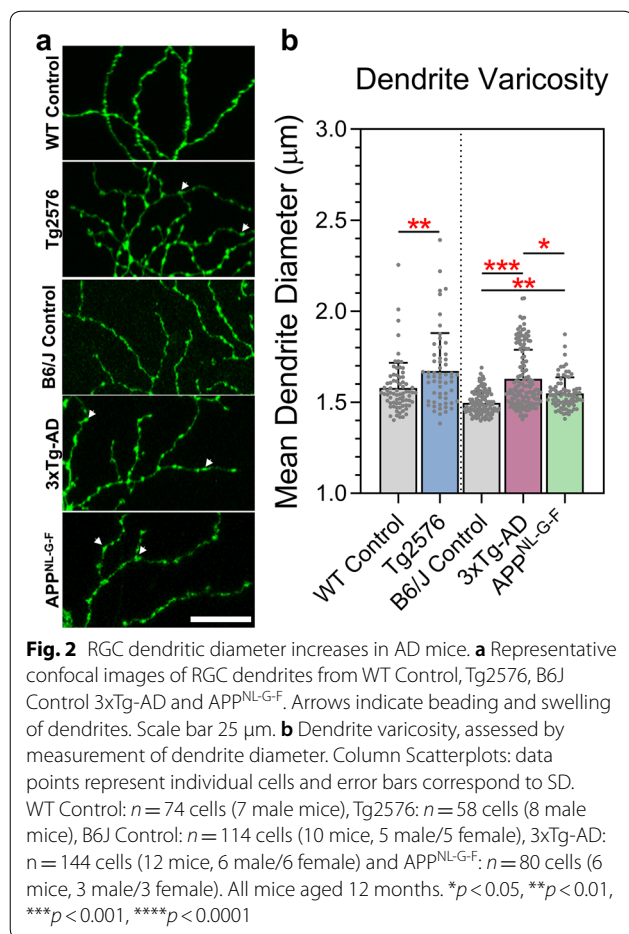 a
b
WT Control
Tg2576
B6/J Control
3xTg-AD
APPNL-G-F
Dendrite Varicosity
Mean Dendrite Diameter (μm)
3.0
2.5
2.0
1.5
1.0
**
*
***
**
WT Control
Tg2576
B6/J Control
3xTg-AD
APPNL-G-F
Fig. 2 RGC dendritic diameter increases in AD mice. a Representative
confocal images of RGC dendrites from WT Control, Tg2576, B6J
Control 3xTg-AD and APPNL-G-F. Arrows indicate beading and swelling
of dendrites. Scale bar 25 μm. b Dendrite varicosity, assessed by
measurement of dendrite diameter. Column Scatterplots: data
points represent individual cells and error bars correspond to SD.
WT Control: n = 74 cells (7 male mice), Tg2576: n = 58 cells (8 male
mice), B6J Control: n = 114 cells (10 mice, 5 male/5 female), 3xTg-AD:
n = 144 cells (12 mice, 6 male/6 female) and APPNL-G-F: n = 80 cells (6
mice, 3 male/3 female). All mice aged 12 months. *p < 0.05, **p < 0.01,
***p < 0.001, ****p < 0.0001